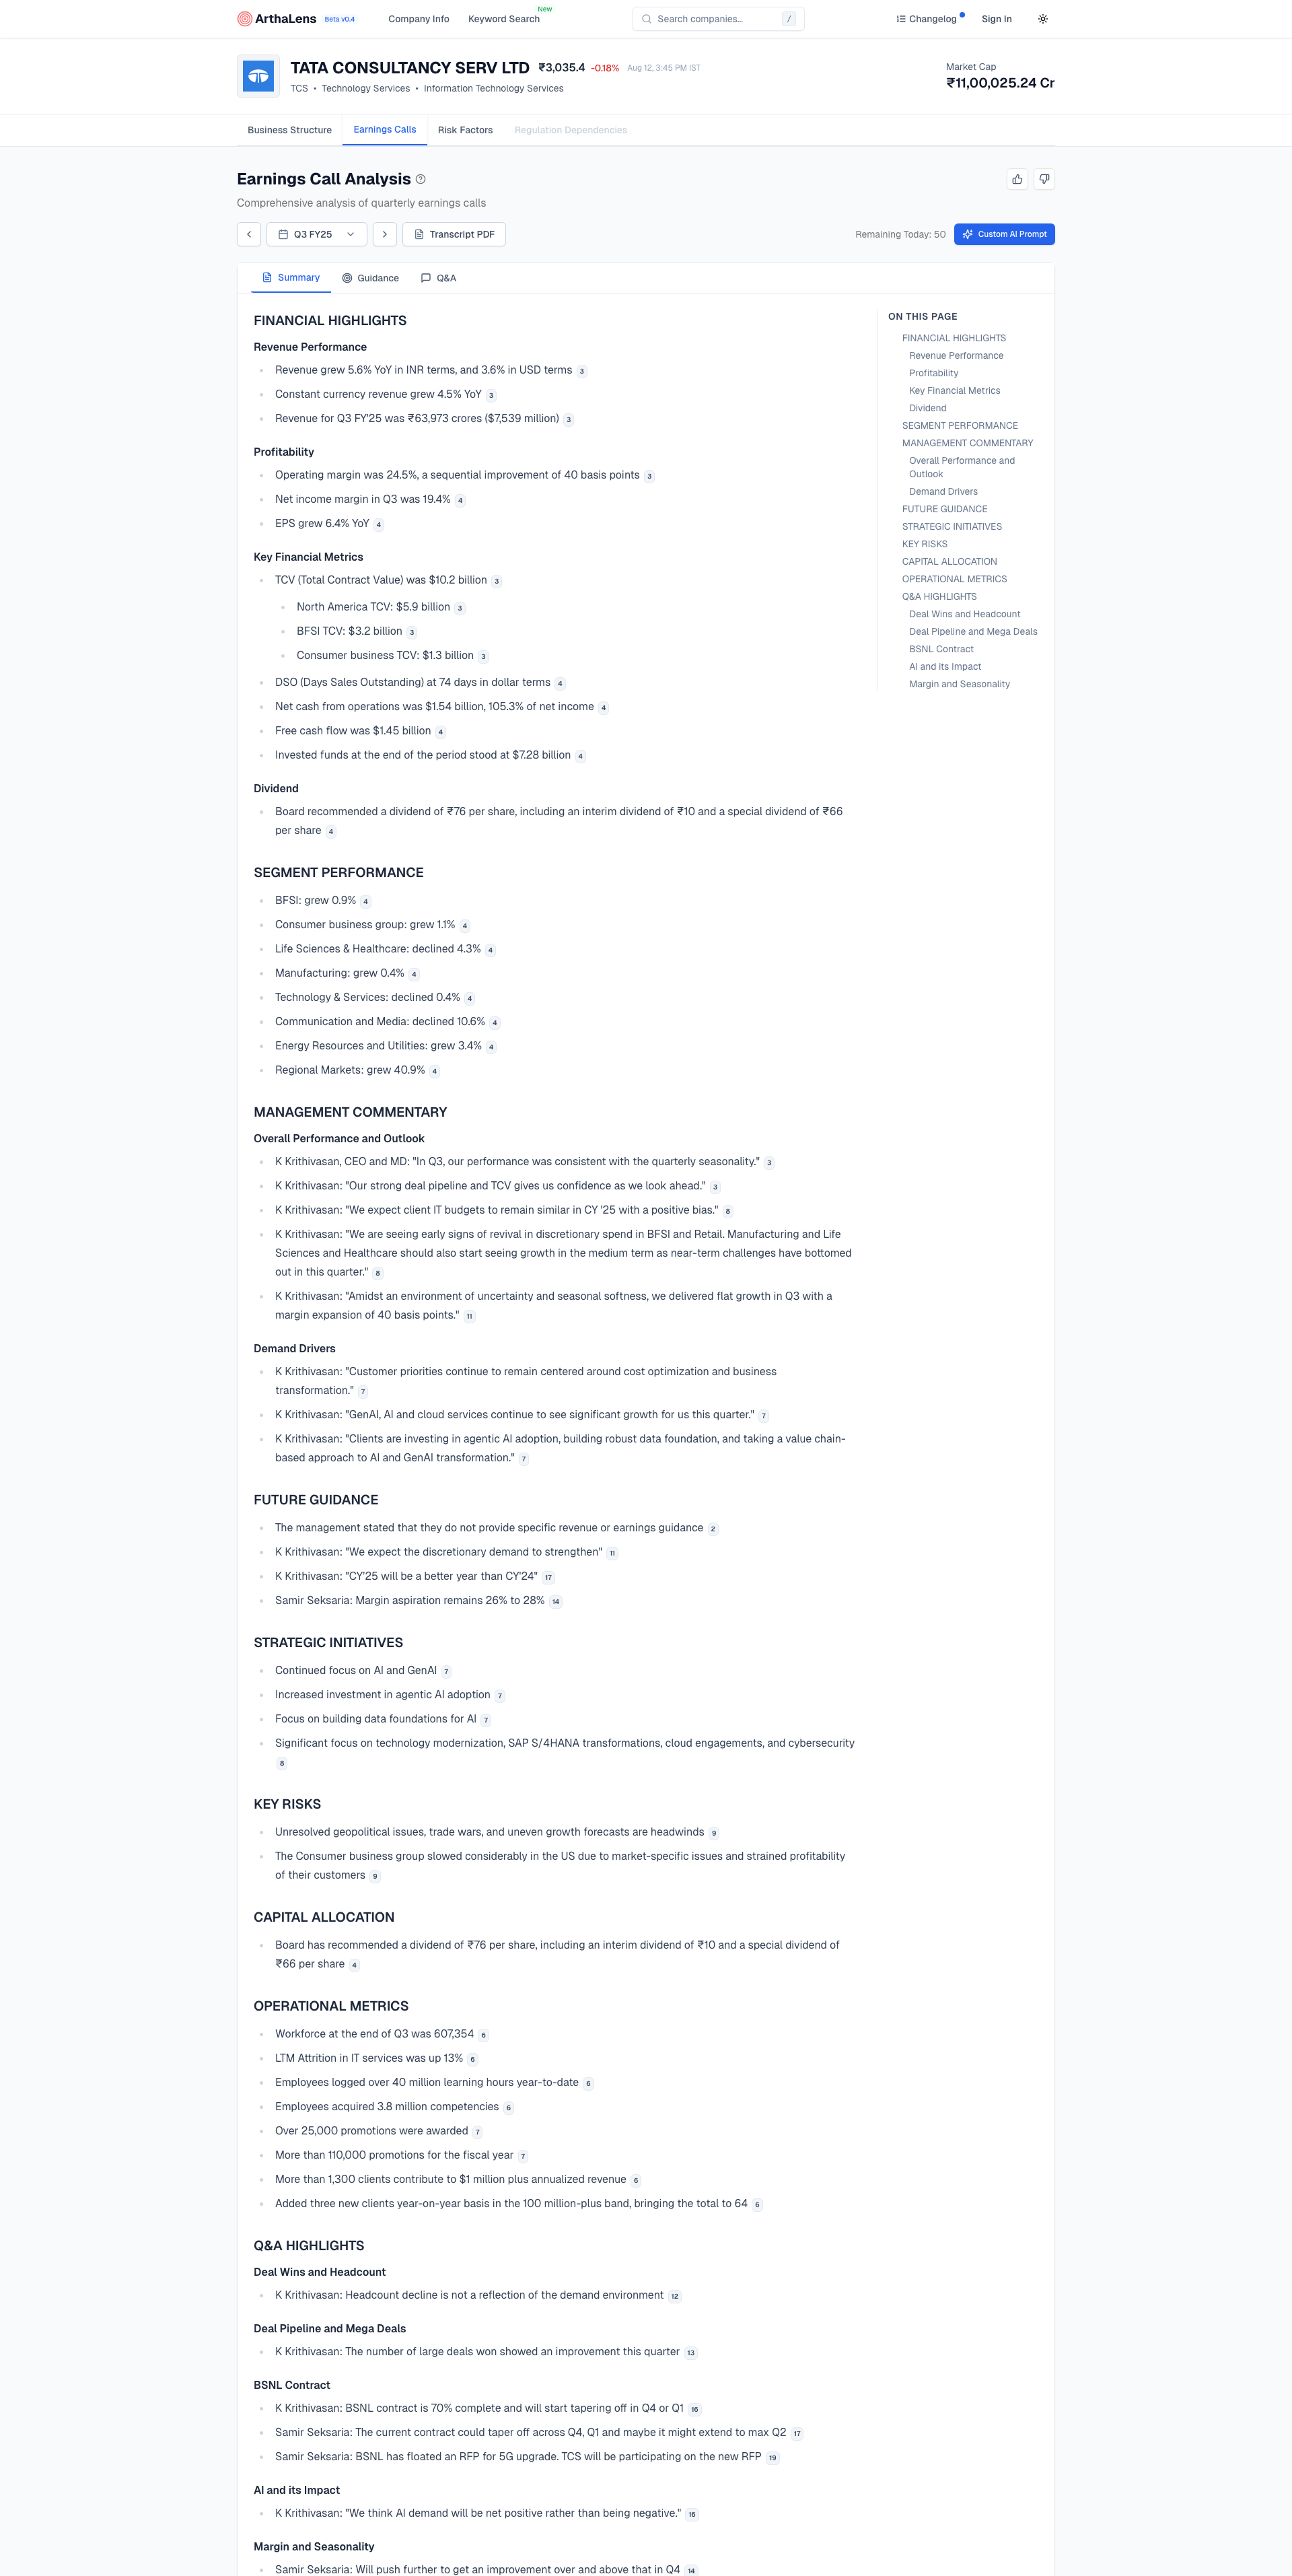 ArthaLens Beta v0.4
Company Info
Keyword Search New
Search companies... /
Changelog
Sign In
TATA CONSULTANCY SERV LTD ₹3,035.4 -0.18% Aug 12, 3:45 PM IST
TCS • Technology Services • Information Technology Services
Market Cap
₹11,00,025.24 Cr
Business Structure
Earnings Calls
Risk Factors
Regulation Dependencies
Earnings Call Analysis
Comprehensive analysis of quarterly earnings calls
Q3 FY25
Transcript PDF
Remaining Today: 50
Custom AI Prompt
Summary
Guidance
Q&A
FINANCIAL HIGHLIGHTS
Revenue Performance
Revenue grew 5.6% YoY in INR terms, and 3.6% in USD terms 3
Constant currency revenue grew 4.5% YoY 3
Revenue for Q3 FY'25 was ₹63,973 crores ($7,539 million) 3
Profitability
Operating margin was 24.5%, a sequential improvement of 40 basis points 3
Net income margin in Q3 was 19.4% 4
EPS grew 6.4% YoY 4
Key Financial Metrics
TCV (Total Contract Value) was $10.2 billion 3
North America TCV: $5.9 billion 3
BFSI TCV: $3.2 billion 3
Consumer business TCV: $1.3 billion 3
DSO (Days Sales Outstanding) at 74 days in dollar terms 4
Net cash from operations was $1.54 billion, 105.3% of net income 4
Free cash flow was $1.45 billion 4
Invested funds at the end of the period stood at $7.28 billion 4
Dividend
Board recommended a dividend of ₹76 per share, including an interim dividend of ₹10 and a special dividend of ₹66
per share 4
SEGMENT PERFORMANCE
BFSI: grew 0.9% 4
Consumer business group: grew 1.1% 4
Life Sciences & Healthcare: declined 4.3% 4
Manufacturing: grew 0.4% 4
Technology & Services: declined 0.4% 4
Communication and Media: declined 10.6% 4
Energy Resources and Utilities: grew 3.4% 4
Regional Markets: grew 40.9% 4
MANAGEMENT COMMENTARY
Overall Performance and Outlook
K Krithivasan, CEO and MD: "In Q3, our performance was consistent with the quarterly seasonality." 3
K Krithivasan: "Our strong deal pipeline and TCV gives us confidence as we look ahead." 3
K Krithivasan: "We expect client IT budgets to remain similar in CY '25 with a positive bias." 8
K Krithivasan: "We are seeing early signs of revival in discretionary spend in BFSI and Retail. Manufacturing and Life
Sciences and Healthcare should also start seeing growth in the medium term as near-term challenges have bottomed
out in this quarter." 8
K Krithivasan: "Amidst an environment of uncertainty and seasonal softness, we delivered flat growth in Q3 with a
margin expansion of 40 basis points." 11
Demand Drivers
K Krithivasan: "Customer priorities continue to remain centered around cost optimization and business
transformation." 7
K Krithivasan: "GenAI, AI and cloud services continue to see significant growth for us this quarter." 7
K Krithivasan: "Clients are investing in agentic AI adoption, building robust data foundation, and taking a value chain-
based approach to AI and GenAI transformation." 7
FUTURE GUIDANCE
The management stated that they do not provide specific revenue or earnings guidance 2
K Krithivasan: "We expect the discretionary demand to strengthen" 11
K Krithivasan: "CY'25 will be a better year than CY'24" 17
Samir Seksaria: Margin aspiration remains 26% to 28% 14
STRATEGIC INITIATIVES
Continued focus on AI and GenAI 7
Increased investment in agentic AI adoption 7
Focus on building data foundations for AI 7
Significant focus on technology modernization, SAP S/4HANA transformations, cloud engagements, and cybersecurity
8
KEY RISKS
Unresolved geopolitical issues, trade wars, and uneven growth forecasts are headwinds 9
The Consumer business group slowed considerably in the US due to market-specific issues and strained profitability
of their customers 9
CAPITAL ALLOCATION
Board has recommended a dividend of ₹76 per share, including an interim dividend of ₹10 and a special dividend of
₹66 per share 4
OPERATIONAL METRICS
Workforce at the end of Q3 was 607,354 6
LTM Attrition in IT services was up 13% 6
Employees logged over 40 million learning hours year-to-date 6
Employees acquired 3.8 million competencies 6
Over 25,000 promotions were awarded 7
More than 110,000 promotions for the fiscal year 7
More than 1,300 clients contribute to $1 million plus annualized revenue 6
Added three new clients year-on-year basis in the 100 million-plus band, bringing the total to 64 6
Q&A HIGHLIGHTS
Deal Wins and Headcount
K Krithivasan: Headcount decline is not a reflection of the demand environment 12
Deal Pipeline and Mega Deals
K Krithivasan: The number of large deals won showed an improvement this quarter 13
BSNL Contract
K Krithivasan: BSNL contract is 70% complete and will start tapering off in Q4 or Q1 16
Samir Seksaria: The current contract could taper off across Q4, Q1 and maybe it might extend to max Q2 17
Samir Seksaria: BSNL has floated an RFP for 5G upgrade. TCS will be participating on the new RFP 19
AI and its Impact
K Krithivasan: "We think AI demand will be net positive rather than being negative." 16
Margin and Seasonality
Samir Seksaria: Will push further to get an improvement over and above that in Q4 14
ON THIS PAGE
FINANCIAL HIGHLIGHTS
Revenue Performance
Profitability
Key Financial Metrics
Dividend
SEGMENT PERFORMANCE
MANAGEMENT COMMENTARY
Overall Performance and
Outlook
Demand Drivers
FUTURE GUIDANCE
STRATEGIC INITIATIVES
KEY RISKS
CAPITAL ALLOCATION
OPERATIONAL METRICS
Q&A HIGHLIGHTS
Deal Wins and Headcount
Deal Pipeline and Mega Deals
BSNL Contract
AI and its Impact
Margin and Seasonality